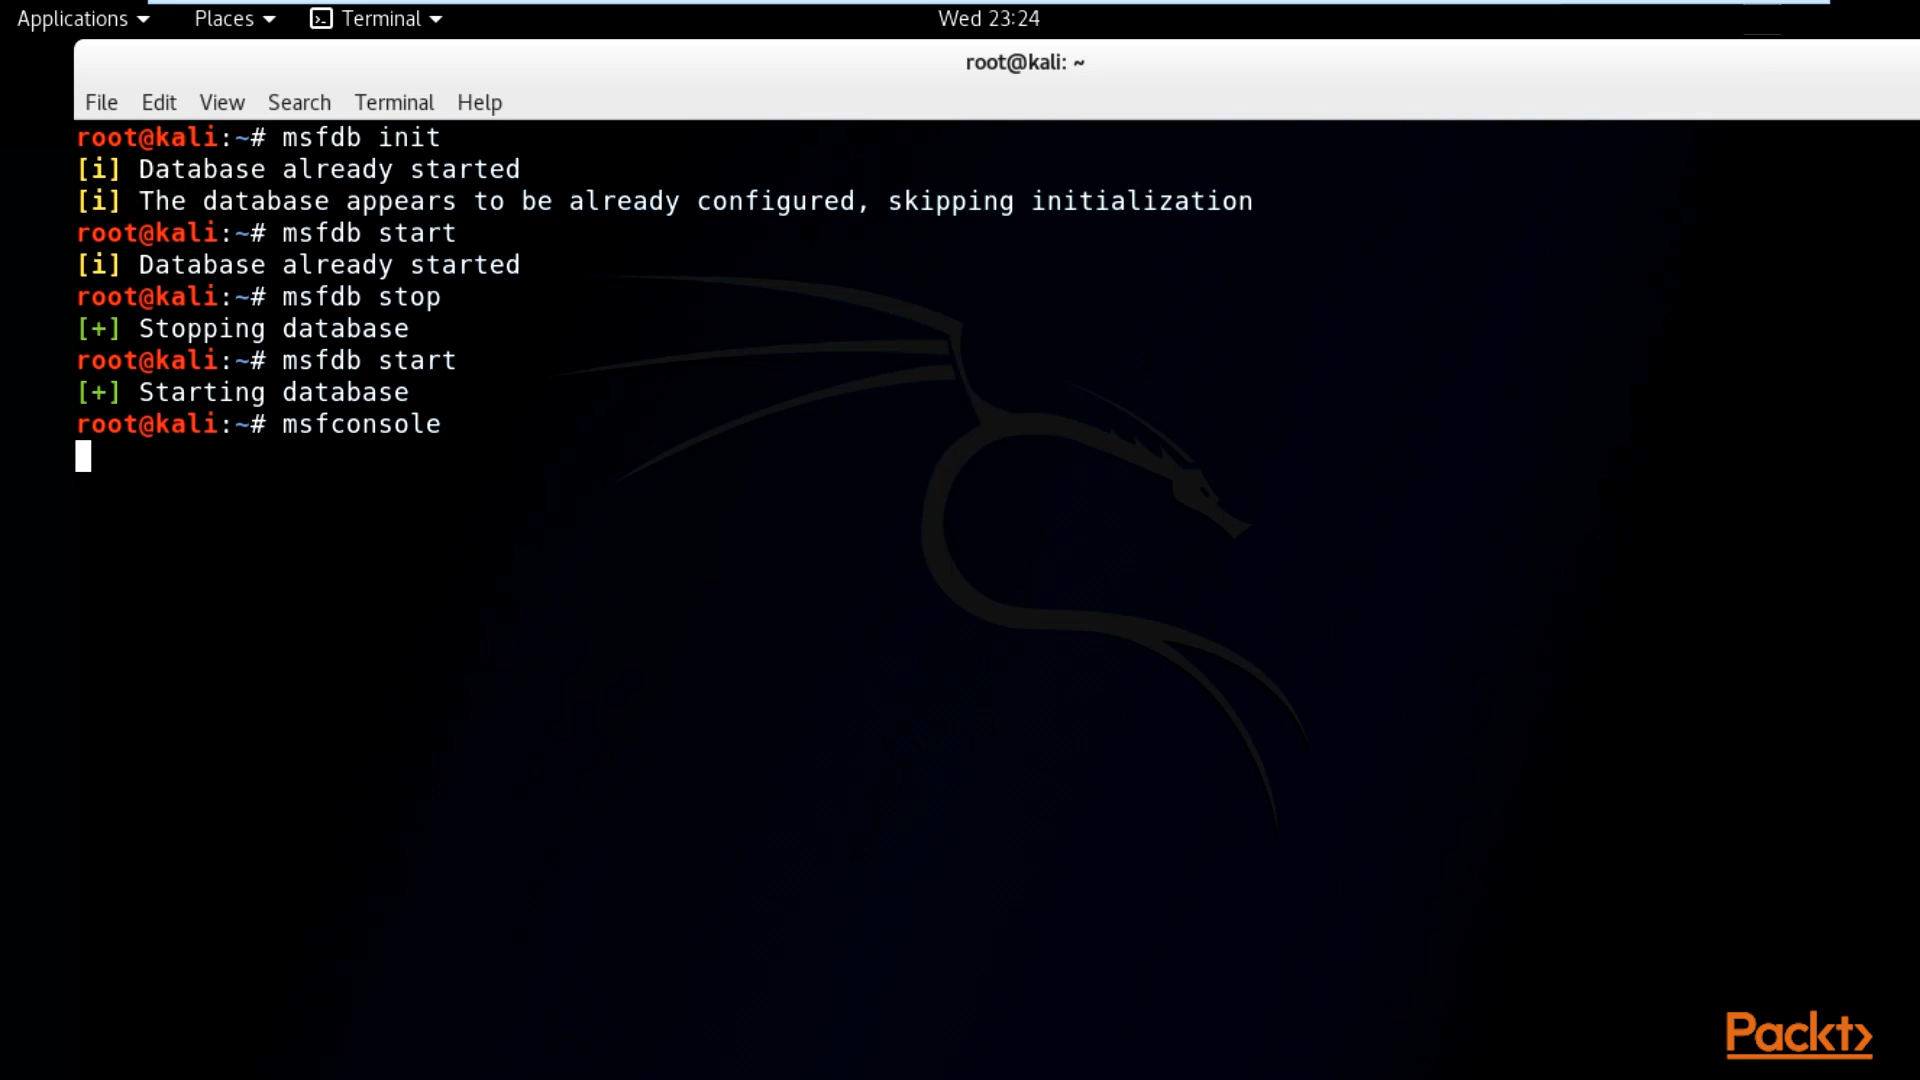 Applications Places Terminal Wed 23:24
root@kali: ~
File Edit View Search Terminal Help
root@kali:~# msfdb init
[i] Database already started
[i] The database appears to be already configured, skipping initialization
root@kali:~# msfdb start
[i] Database already started
root@kali:~# msfdb stop
[+] Stopping database
root@kali:~# msfdb start
[+] Starting database
root@kali:~# msfconsole
Packt>